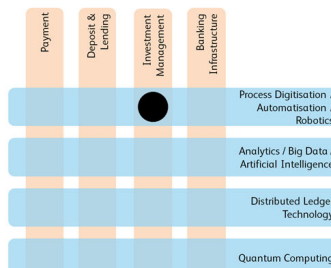 Payment
Deposit &
Lending
Investment
Management
Banking
Infrastructure
Process Digitisation /
Automatisation /
Robotics
Analytics / Big Data /
Artificial Intelligence
Distributed Ledger
Technology
Quantum Computing